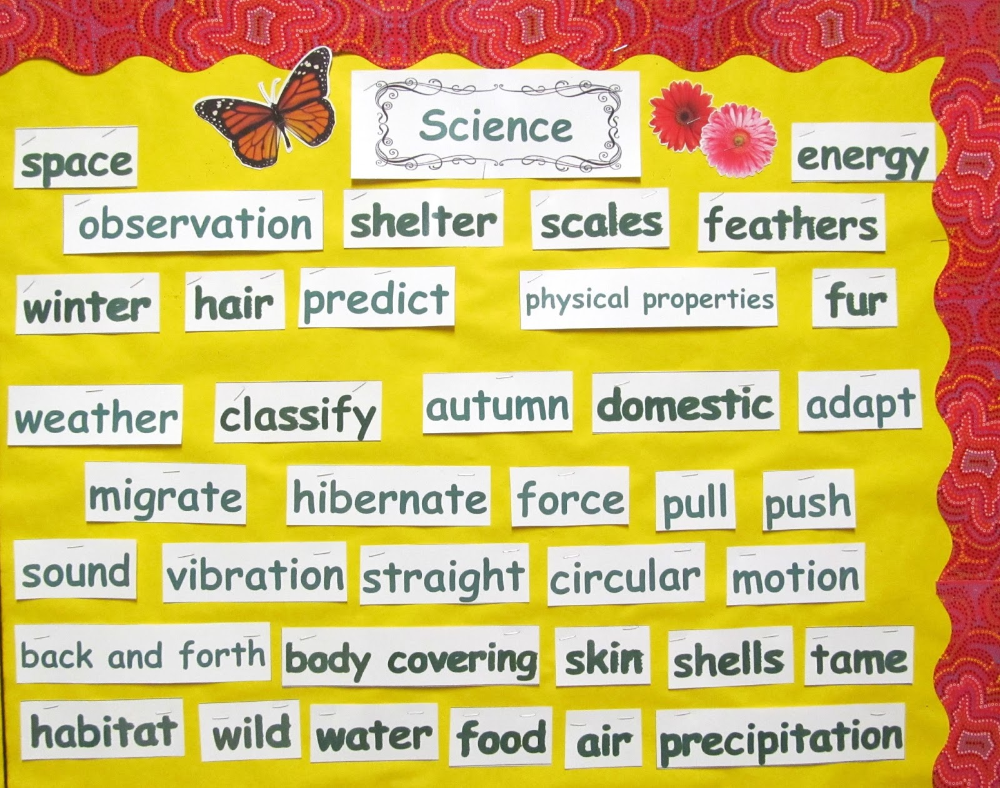 Science
space energy
observation shelter scales feathers
winter hair predict physical properties fur
weather classify autumn domestic adapt
migrate hibernate force pull push
sound vibration straight circular motion
back and forth body covering skin shells tame
habitat wild water food air precipitation